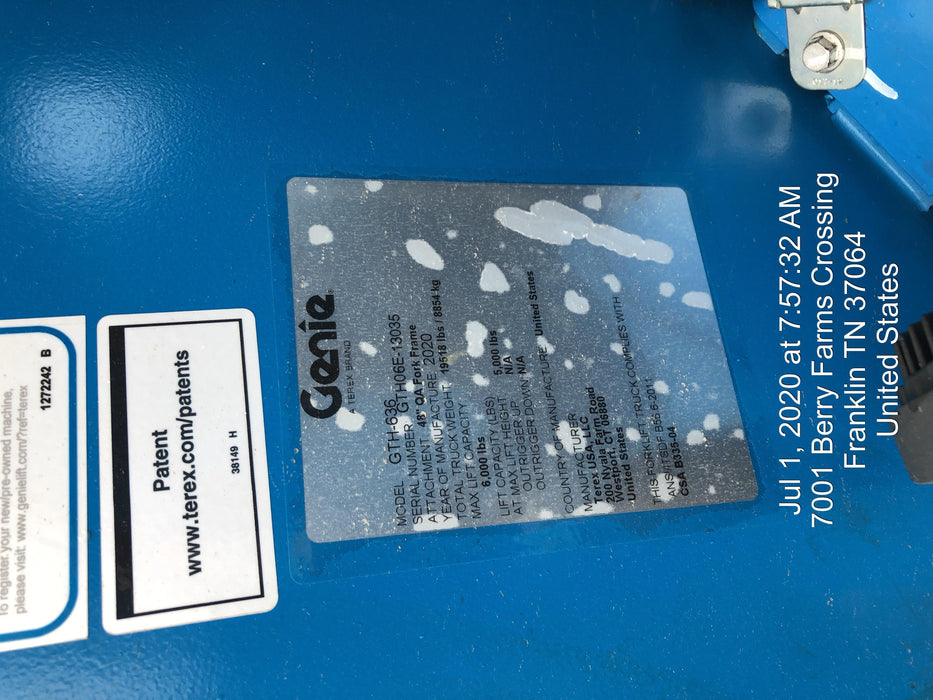 To register your new/pre-owned machine,
please visit: www.genielift.com/?ref=terex
1272242 B
Patent
www.terex.com/patents
38149 H
Genie
A TEREX BRAND
MODEL GTH-636
SERIAL NUMBER GTH06E-13035
ATTACHMENT 48" QA Fork Frame
YEAR OF MANUFACTURE 2020
TOTAL TRUCK WEIGHT 19518 lbs / 8854 kg
MAX LIFT CAPACITY
6,000 lbs
LIFT CAPACITY (LBS)
AT MAX LIFT HEIGHT 5,000 lbs
OUTRIGGER UP N/A
OUTRIGGER DOWN N/A
COUNTRY OF MANUFACTURE United States
MANUFACTURER
Terex USA, LLC
200 Nyala Farm Road
Westport, CT 06880
United States
THIS FORKLIFT TRUCK COMPLIES WITH
ANSI/ITSDF B56.6-2011
CSA B335-04
Jul 1, 2020 at 7:57:32 AM
7001 Berry Farms Crossing
Franklin TN 37064
United States